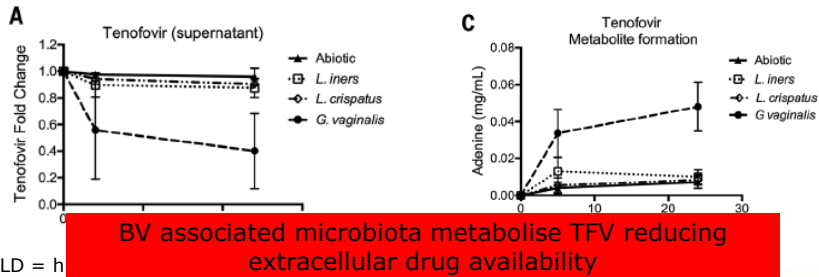 A
Tenofovir (supernatant)
Tenofovir Fold Change
1.2
1.0
0.8
0.6
0.4
0.2
0.0
0
Abiotic
L. iners
L. crispatus
G. vaginalis
C
Tenofovir
Metabolite formation
Adenine (mg/mL)
0.08
0.06
0.04
0.02
0.00
0 10 20 30
Abiotic
L. iners
L. crispatus
G. vaginalis
BV associated microbiota metabolise TFV reducing
extracellular drug availability
LD = h